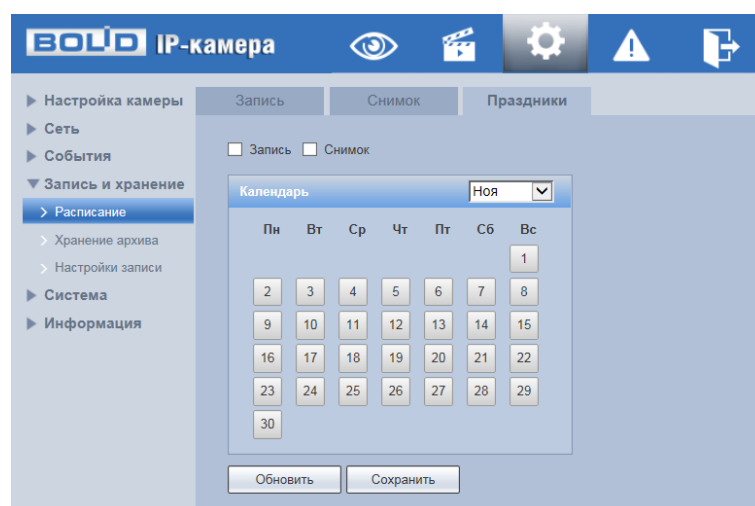 BOLID IP-камера
Настройка камеры
Сеть
События
Запись и хранение
Расписание
Хранение архива
Настройки записи
Система
Информация
Запись Снимок Праздники
Запись Снимок
Календарь Ноя
Пн Вт Ср Чт Пт Сб Вс
1
2 3 4 5 6 7 8
9 10 11 12 13 14 15
16 17 18 19 20 21 22
23 24 25 26 27 28 29
30
Обновить Сохранить